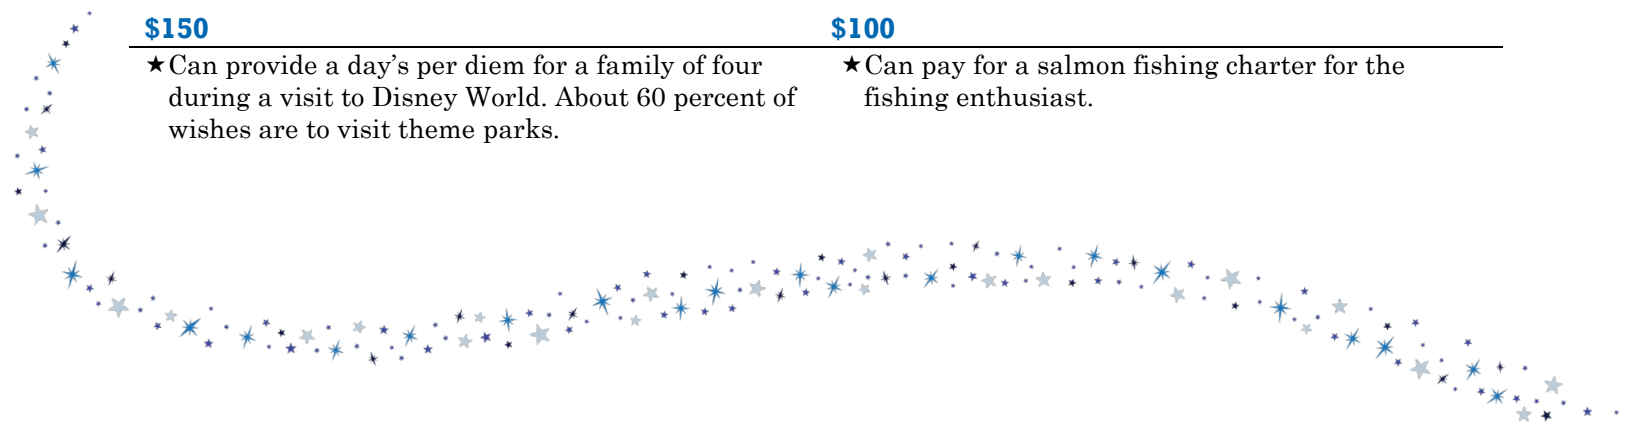 $150
★Can provide a day’s per diem for a family of four
during a visit to Disney World. About 60 percent of
wishes are to visit theme parks.
$100
★Can pay for a salmon fishing charter for the
fishing enthusiast.